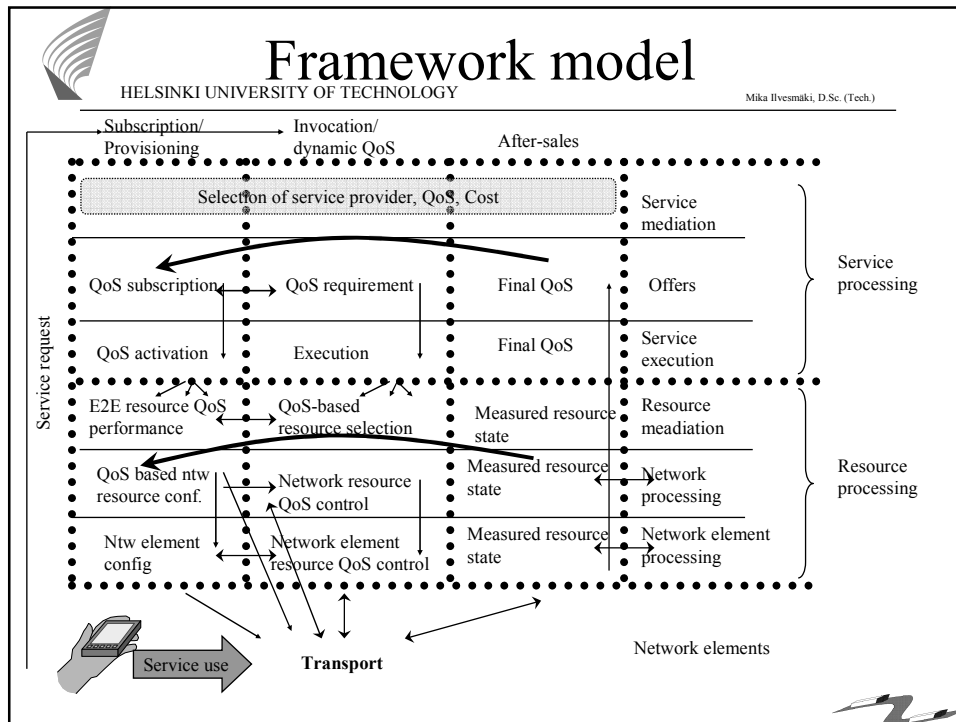 Framework model
HELSINKI UNIVERSITY OF TECHNOLOGY
Mika Ilvesmäki, D.Sc. (Tech.)
Subscription/
Provisioning
Invocation/
dynamic QoS
After-sales
Selection of service provider, QoS, Cost
Service
mediation
QoS subscription
QoS requirement
Final QoS
Offers
Service
processing
QoS activation
Execution
Final QoS
Service
execution
Service request
E2E resource QoS
performance
QoS-based
resource selection
Measured resource
state
Resource
meadiation
QoS based ntw
resource conf.
Network resource
QoS control
Measured resource
state
Network
processing
Resource
processing
Ntw element
config
Network element
resource QoS control
Measured resource
state
Network element
processing
Service use
Transport
Network elements